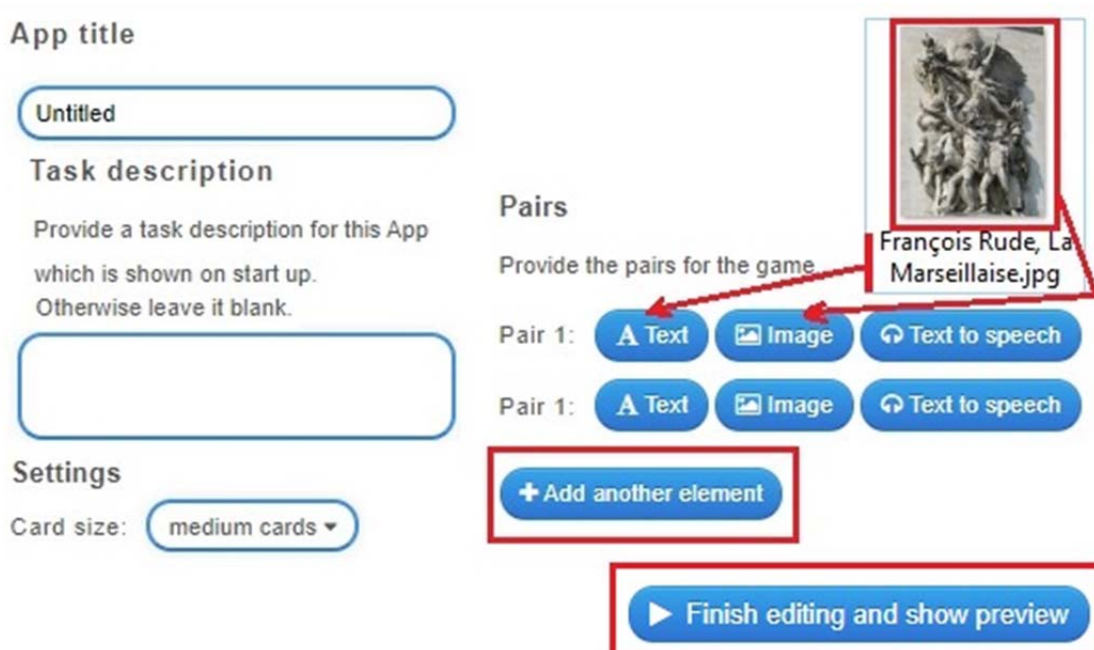 App title
Untitled
Task description
Provide a task description for this App
which is shown on start up.
Otherwise leave it blank.
Settings
Card size: medium cards
François Rude, La
Marseillaise.jpg
Pairs
Provide the pairs for the game
Pair 1: A Text Image Text to speech
Pair 1: A Text Image Text to speech
+ Add another element
Finish editing and show preview